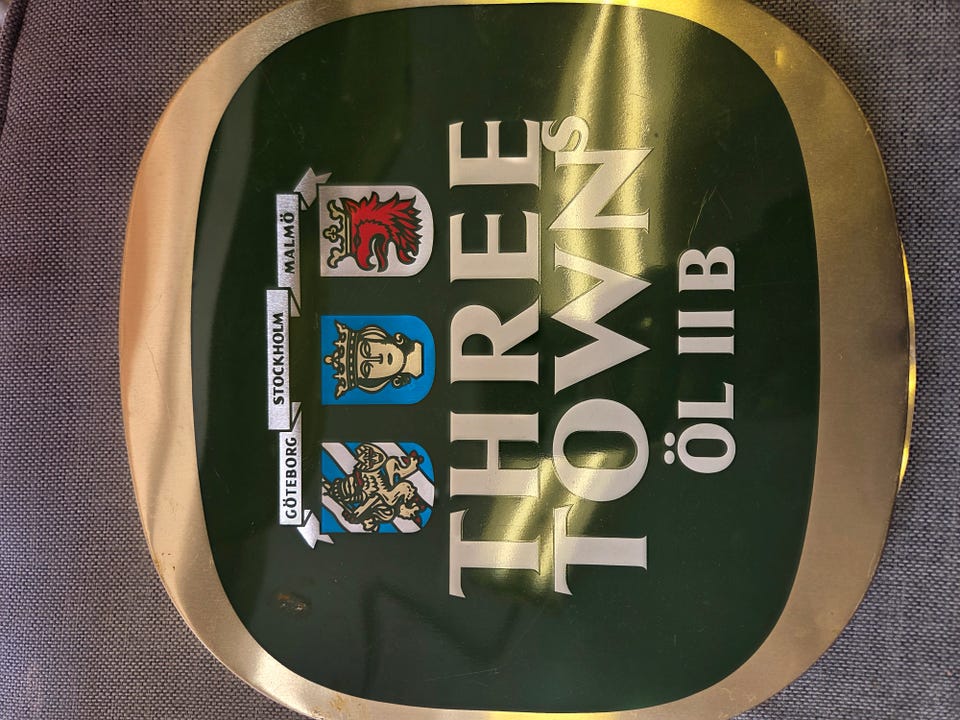 GÖTEBORG STOCKHOLM MALMÖ
THREE
TOWNS
ÖL II B